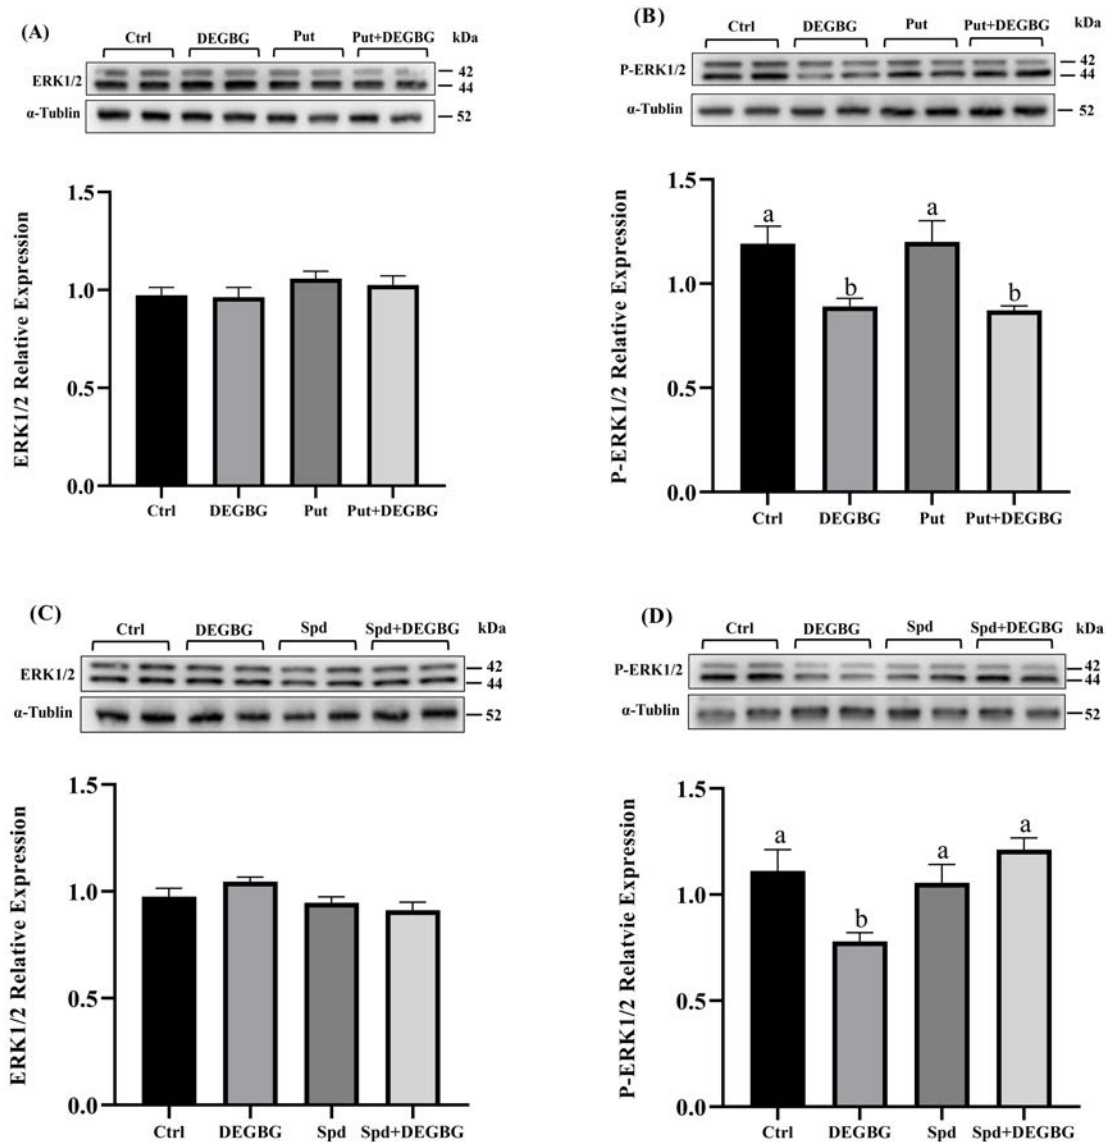 (A)
Ctrl DEGBG Put Put+DEGBG kDa
ERK1/2 42
44
α-Tublin 52
ERK1/2 Relative Expression
1.5
1.0
0.5
0.0
Ctrl DEGBG Put Put+DEGBG
(B)
Ctrl DEGBG Put Put+DEGBG kDa
P-ERK1/2 42
44
α-Tublin 52
P-ERK1/2 Relative Expression
1.5
1.0
0.5
0.0
a b a b
Ctrl DEGBG Put Put+DEGBG
(C)
Ctrl DEGBG Spd Spd+DEGBG kDa
ERK1/2 42
44
α-Tublin 52
ERK1/2 Relative Expression
1.5
1.0
0.5
0.0
Ctrl DEGBG Spd Spd+DEGBG
(D)
Ctrl DEGBG Spd Spd+DEGBG kDa
P-ERK1/2 42
44
α-Tublin 52
P-ERK1/2 Relatvie Expression
1.5
1.0
0.5
0.0
a b a a
Ctrl DEGBG Spd Spd+DEGBG